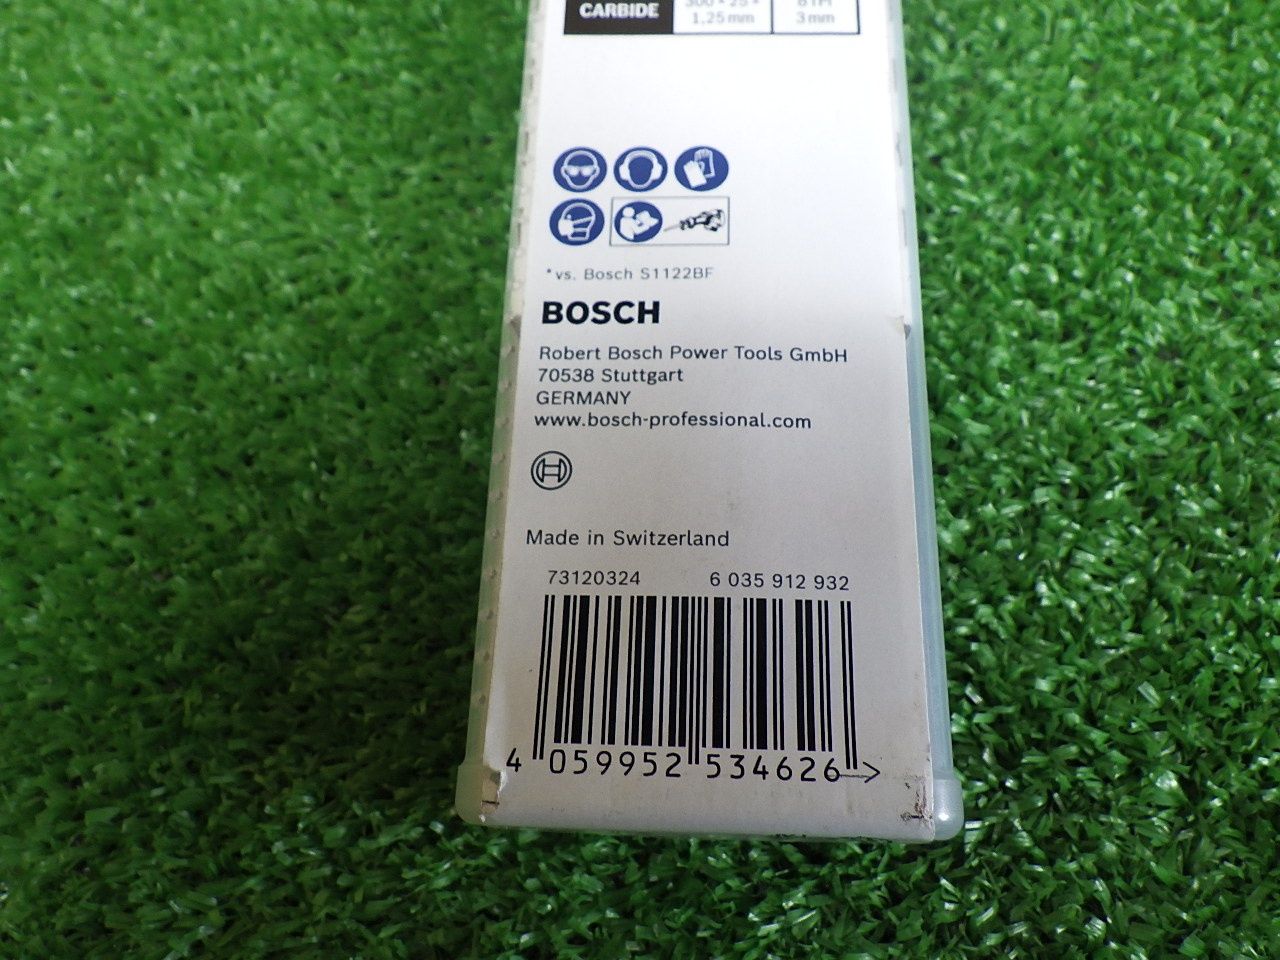 CARBIDE
1,25 mm
3 mm
* vs. Bosch S1122BF
BOSCH
Robert Bosch Power Tools GmbH
70538 Stuttgart
GERMANY
www.bosch-professional.com
Made in Switzerland
73120324 6 035 912 932
4 059952 534626